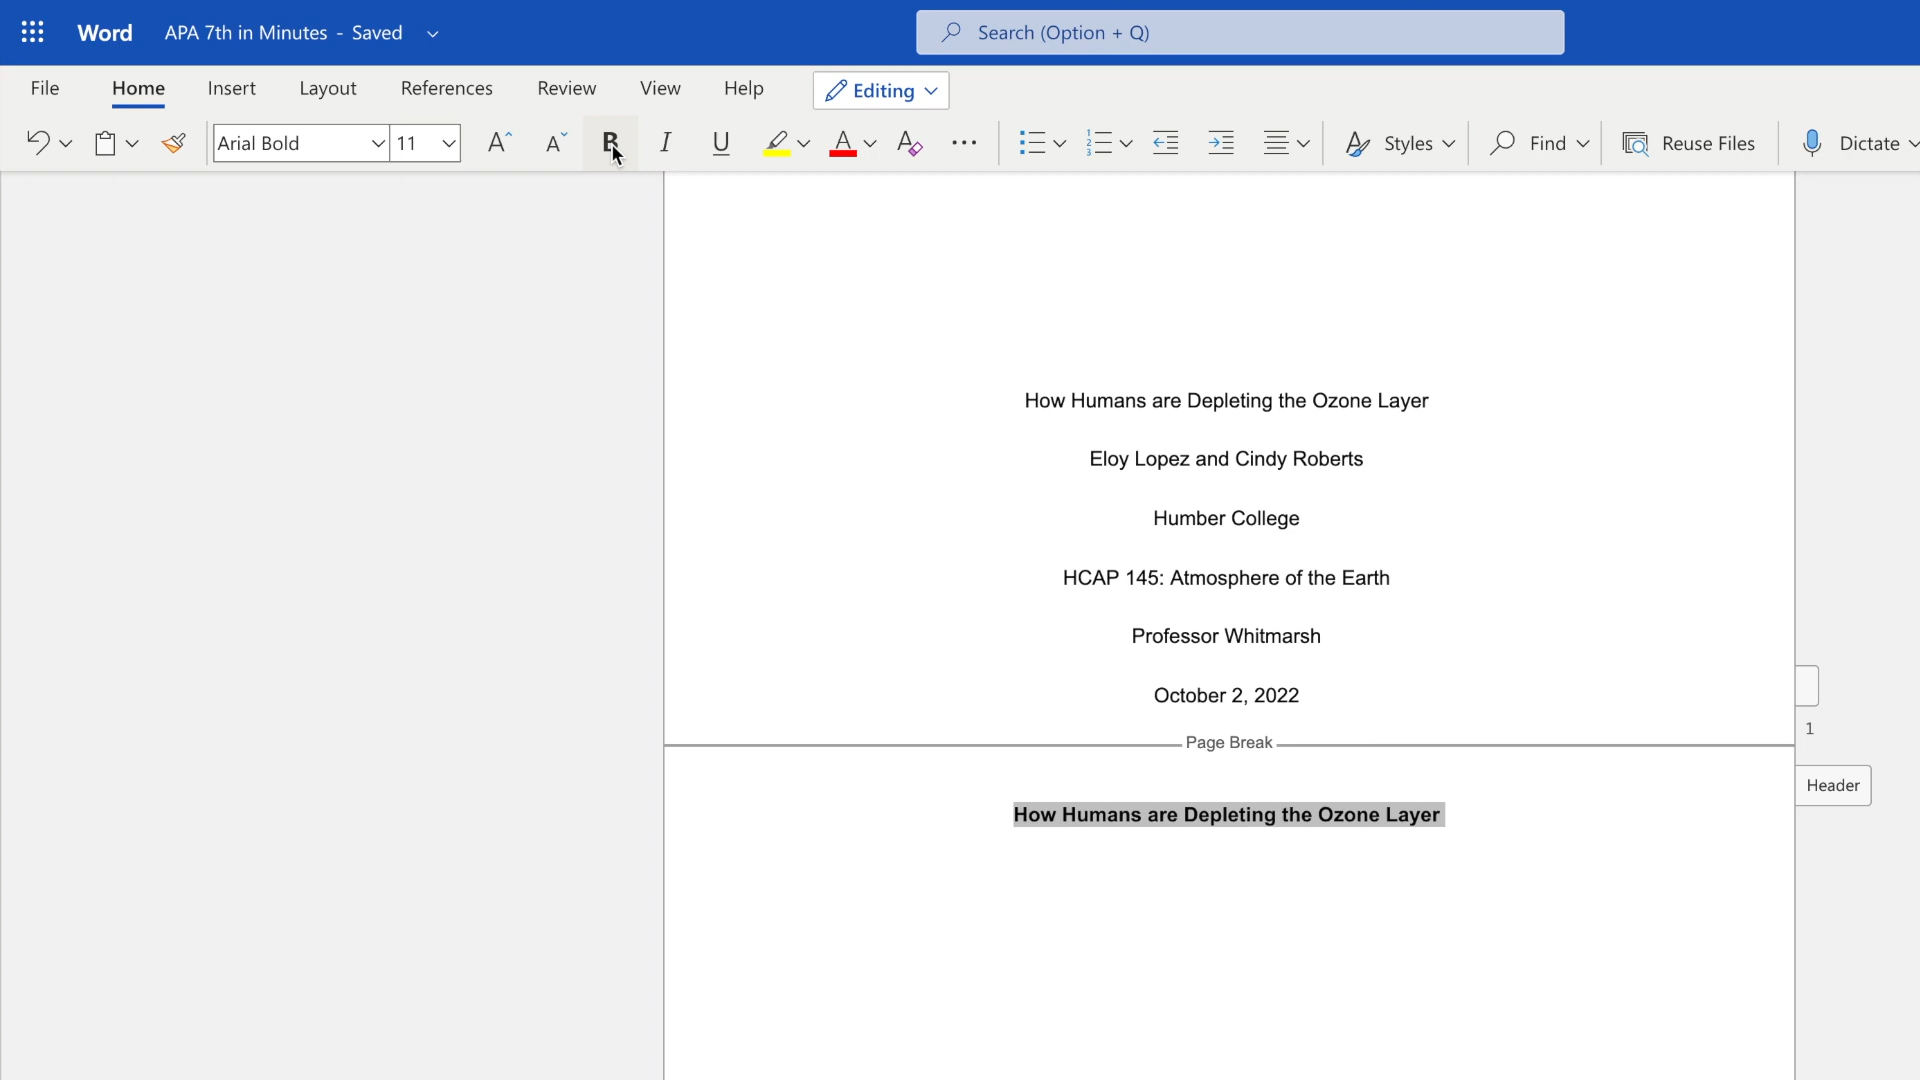 Word APA 7th in Minutes - Saved Search (Option + Q)
File Home Insert Layout References Review View Help Editing
Arial Bold 11 A A B I U A A Styles Find Reuse Files Dictate
How Humans are Depleting the Ozone Layer
Eloy Lopez and Cindy Roberts
Humber College
HCAP 145: Atmosphere of the Earth
Professor Whitmarsh
October 2, 2022
1
Page Break
Header
How Humans are Depleting the Ozone Layer